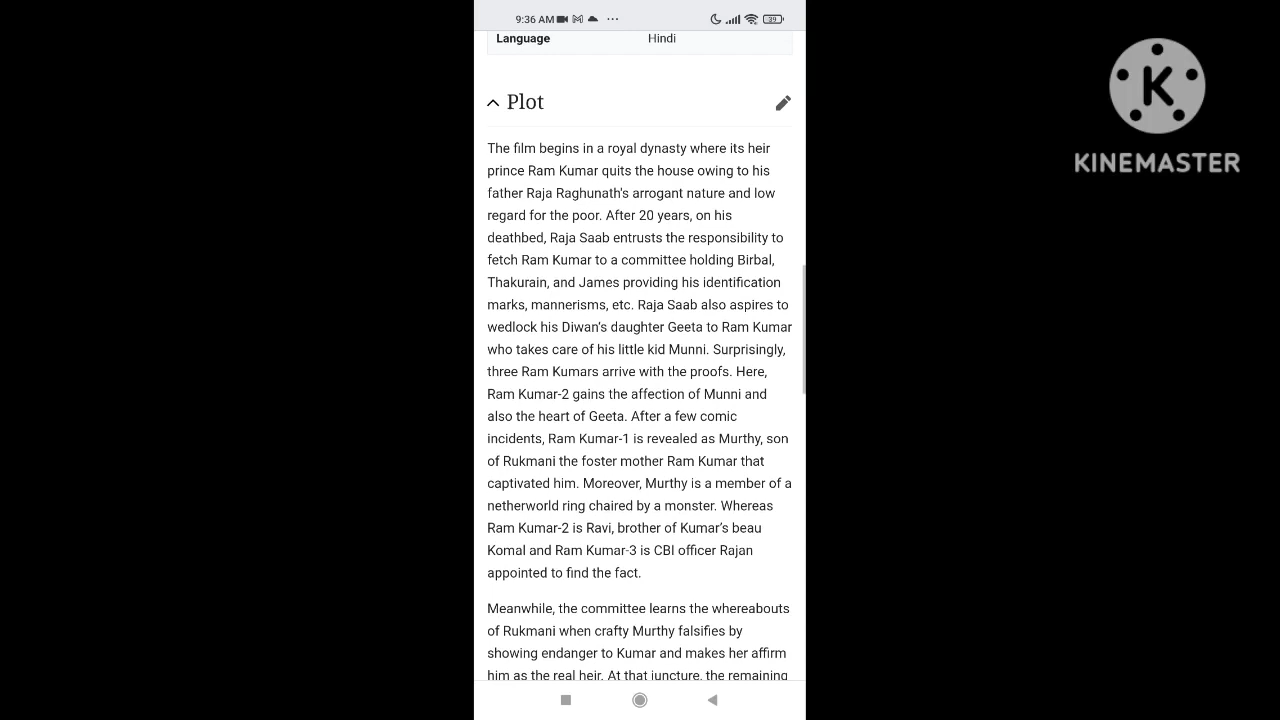 9:36 AM
39
Language Hindi
Plot
The film begins in a royal dynasty where its heir
prince Ram Kumar quits the house owing to his
father Raja Raghunath's arrogant nature and low
regard for the poor. After 20 years, on his
deathbed, Raja Saab entrusts the responsibility to
fetch Ram Kumar to a committee holding Birbal,
Thakurain, and James providing his identification
marks, mannerisms, etc. Raja Saab also aspires to
wedlock his Diwan's daughter Geeta to Ram Kumar
who takes care of his little kid Munni. Surprisingly,
three Ram Kumars arrive with the proofs. Here,
Ram Kumar-2 gains the affection of Munni and
also the heart of Geeta. After a few comic
incidents, Ram Kumar-1 is revealed as Murthy, son
of Rukmani the foster mother Ram Kumar that
captivated him. Moreover, Murthy is a member of a
netherworld ring chaired by a monster. Whereas
Ram Kumar-2 is Ravi, brother of Kumar's beau
Komal and Ram Kumar-3 is CBI officer Rajan
appointed to find the fact.
Meanwhile, the committee learns the whereabouts
of Rukmani when crafty Murthy falsifies by
showing endanger to Kumar and makes her affirm
him as the real heir. At that juncture, the remaining
K
KINEMASTER